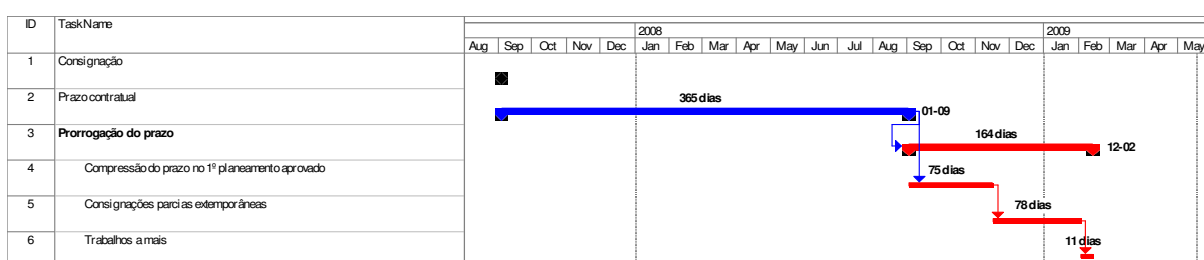 ID TaskName
2008 2009
Aug Sep Oct Nov Dec Jan Feb Mar Apr May Jun Jul Aug Sep Oct Nov Dec Jan Feb Mar Apr May
1 Consignação
2 Prazo contratual 365 dias 01-09
3 Prorrogação do prazo 164 dias 12-02
4 Compressão do prazo no 1º planeamento aprovado 75 dias
5 Consignações parcias extemporâneas 78 dias
6 Trabalhos a mais 11 dias